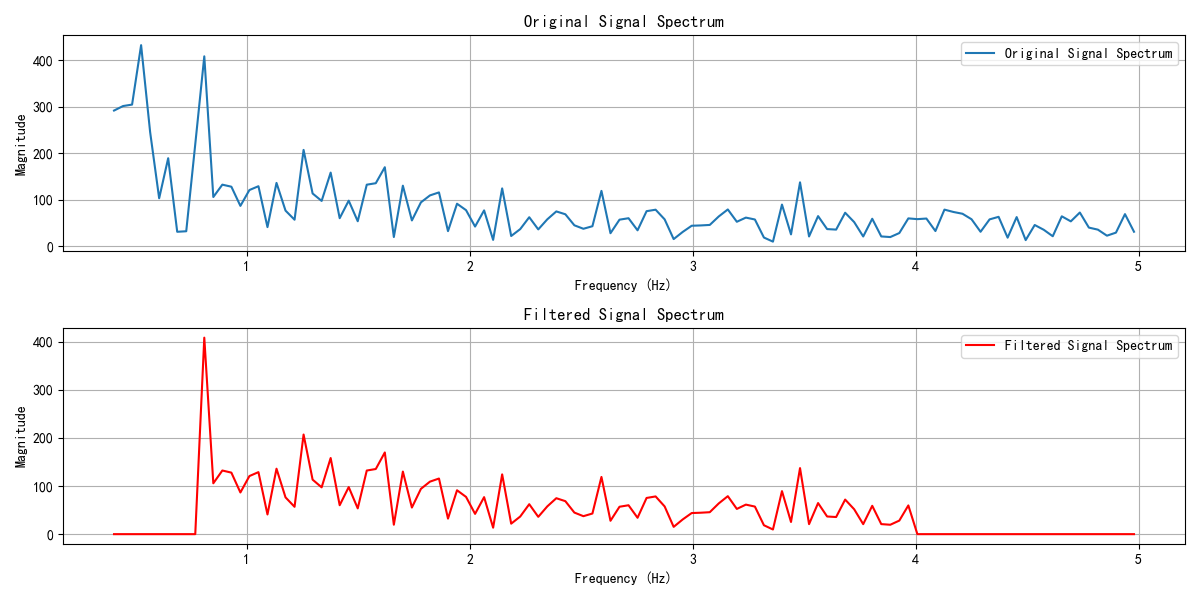 Original Signal Spectrum
Original Signal Spectrum
Magnitude
400
300
200
100
0
1 2 3 4 5
Frequency (Hz)
Filtered Signal Spectrum
Filtered Signal Spectrum
Magnitude
400
300
200
100
0
1 2 3 4 5
Frequency (Hz)